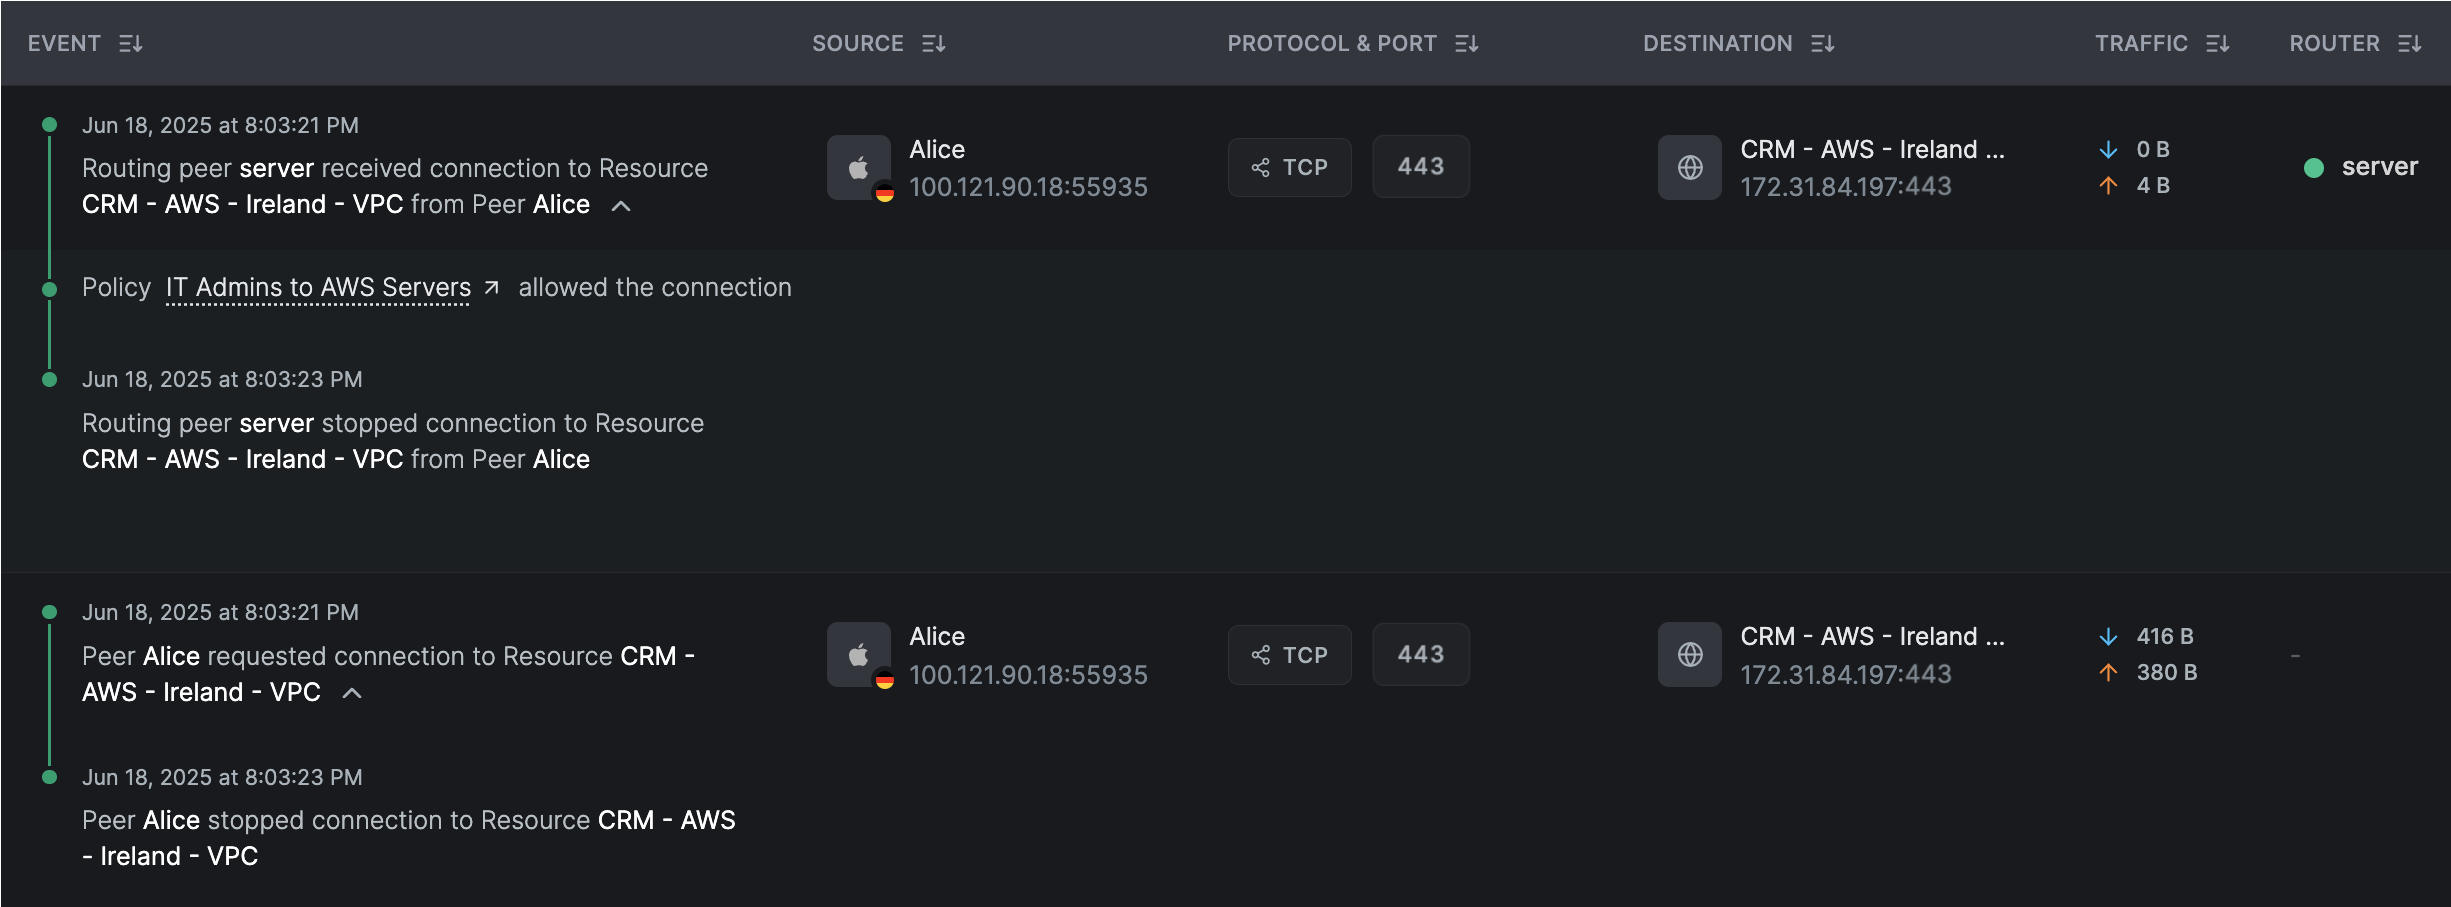 EVENT SOURCE PROTOCOL & PORT DESTINATION TRAFFIC ROUTER
Jun 18, 2025 at 8:03:21 PM
Routing peer server received connection to Resource
CRM - AWS - Ireland - VPC from Peer Alice
Alice
100.121.90.18:55935
TCP 443
CRM - AWS - Ireland ...
172.31.84.197:443
0 B
4 B
server
Policy IT Admins to AWS Servers allowed the connection
Jun 18, 2025 at 8:03:23 PM
Routing peer server stopped connection to Resource
CRM - AWS - Ireland - VPC from Peer Alice
Jun 18, 2025 at 8:03:21 PM
Peer Alice requested connection to Resource CRM -
AWS - Ireland - VPC
Alice
100.121.90.18:55935
TCP 443
CRM - AWS - Ireland ...
172.31.84.197:443
416 B
380 B
-
Jun 18, 2025 at 8:03:23 PM
Peer Alice stopped connection to Resource CRM - AWS
- Ireland - VPC